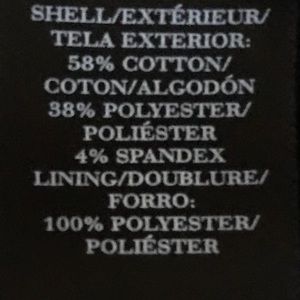 SHELL/EXTÉRIEUR/
TELA EXTERIOR:
58% COTTON/
COTON/ALGODÓN
38% POLYESTER/
POLIÉSTER
4% SPANDEX
LINING/DOUBLURE/
FORRO:
100% POLYESTER/
POLIÉSTER